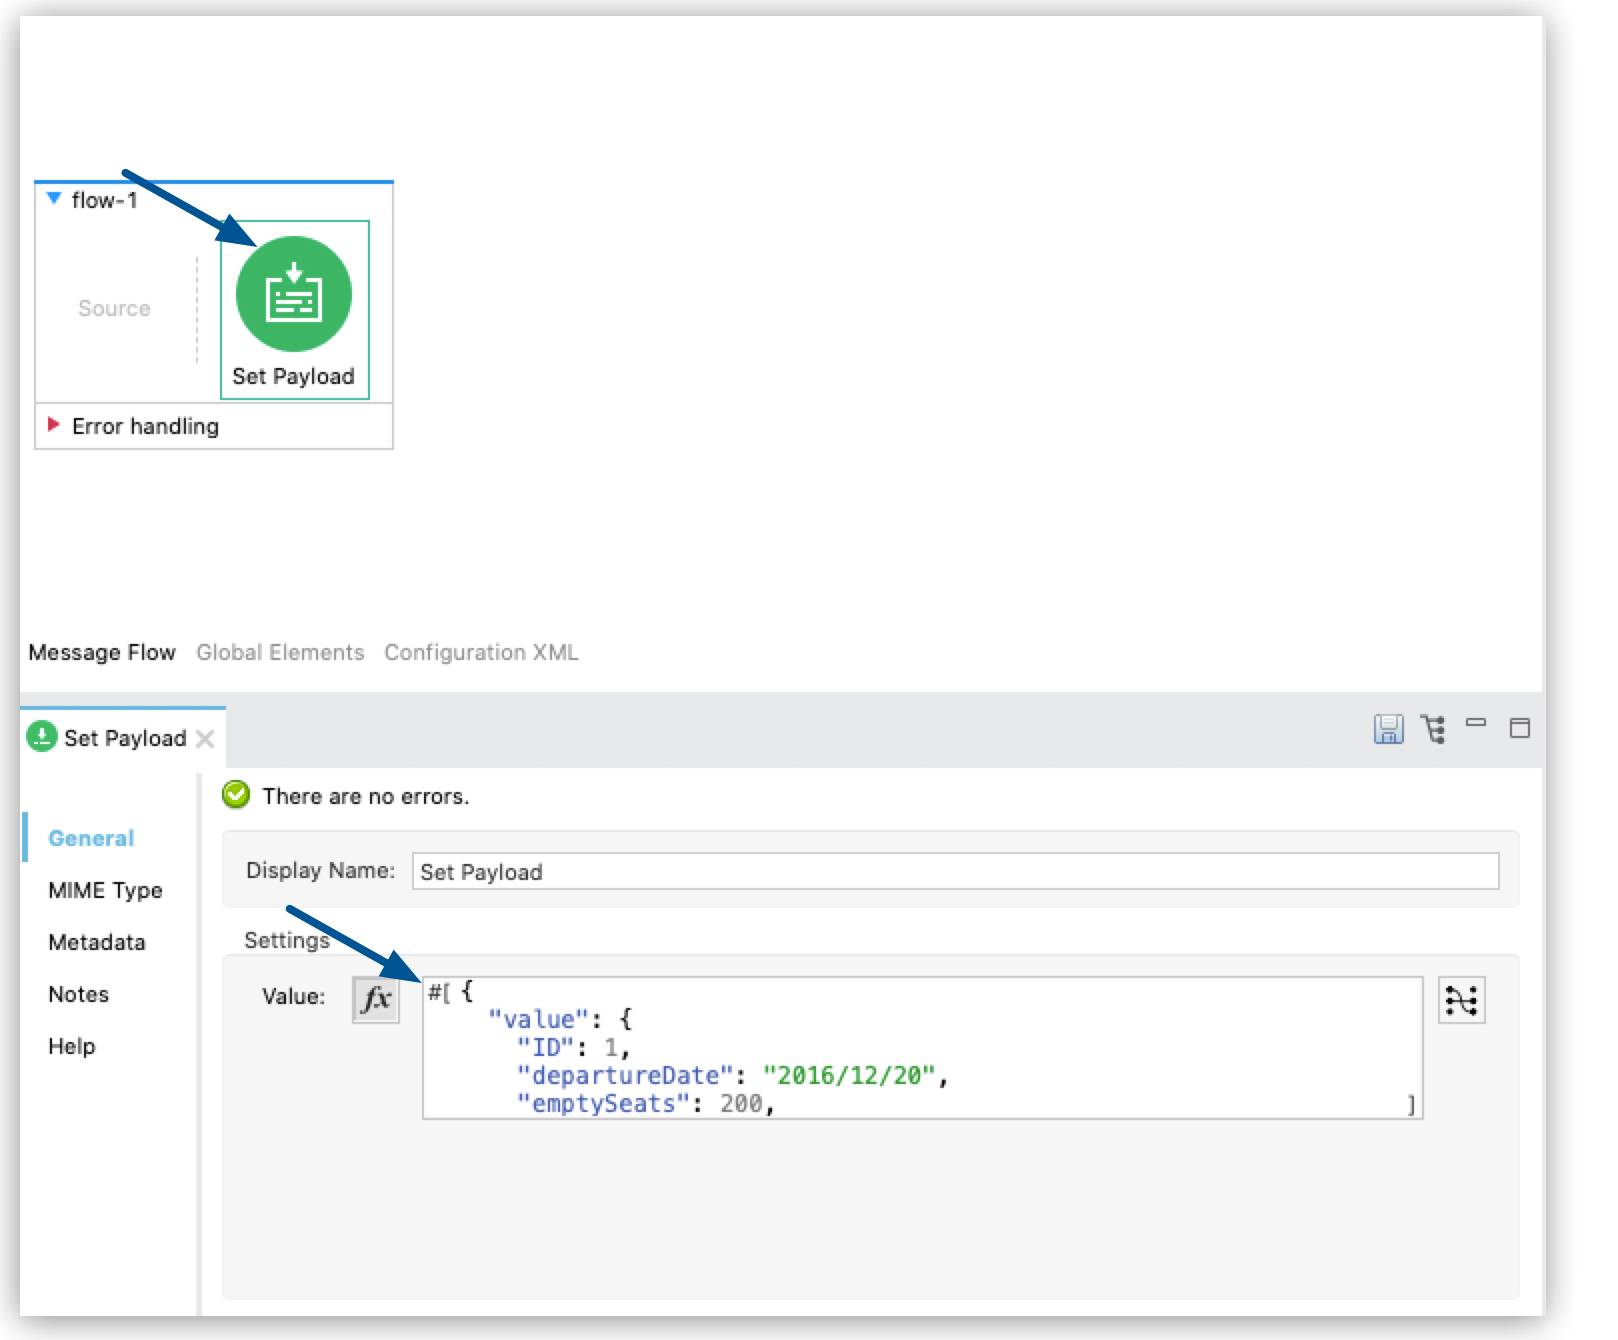 flow-1
Source
Set Payload
Error handling
Message Flow Global Elements Configuration XML
Set Payload
There are no errors.
General
Display Name: Set Payload
MIME Type
Metadata
Settings
Notes
Value: fx #[ {
"value": {
Help
"ID": 1,
"departureDate": "2016/12/20",
"emptySeats": 200, ]